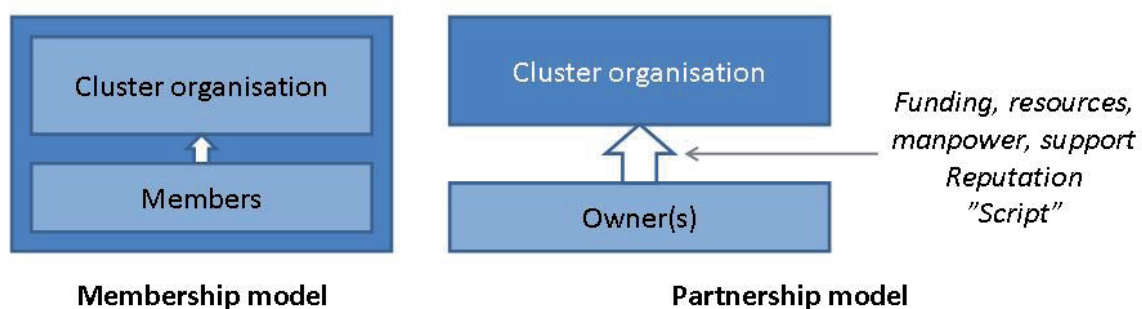 Cluster organisation
Members
Membership model
Cluster organisation
Owner(s)
Funding, resources,
manpower, support
Reputation
”Script”
Partnership model